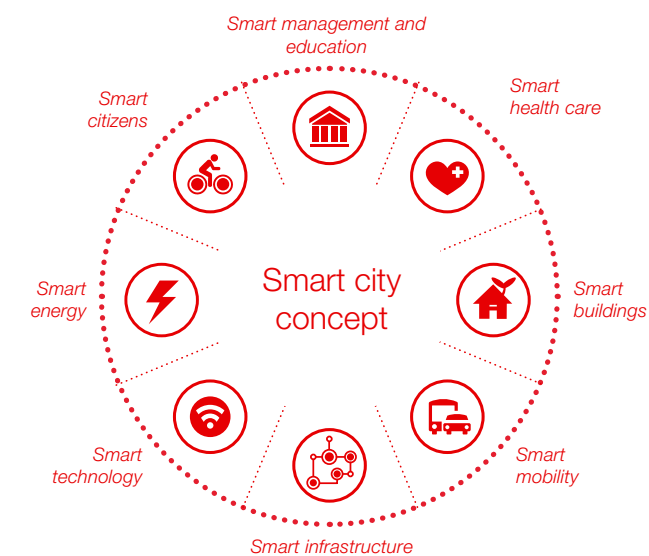 Smart management and
education
Smart
health care
Smart
citizens
Smart city
concept
Smart
energy
Smart
buildings
Smart
technology
Smart
mobility
Smart infrastructure